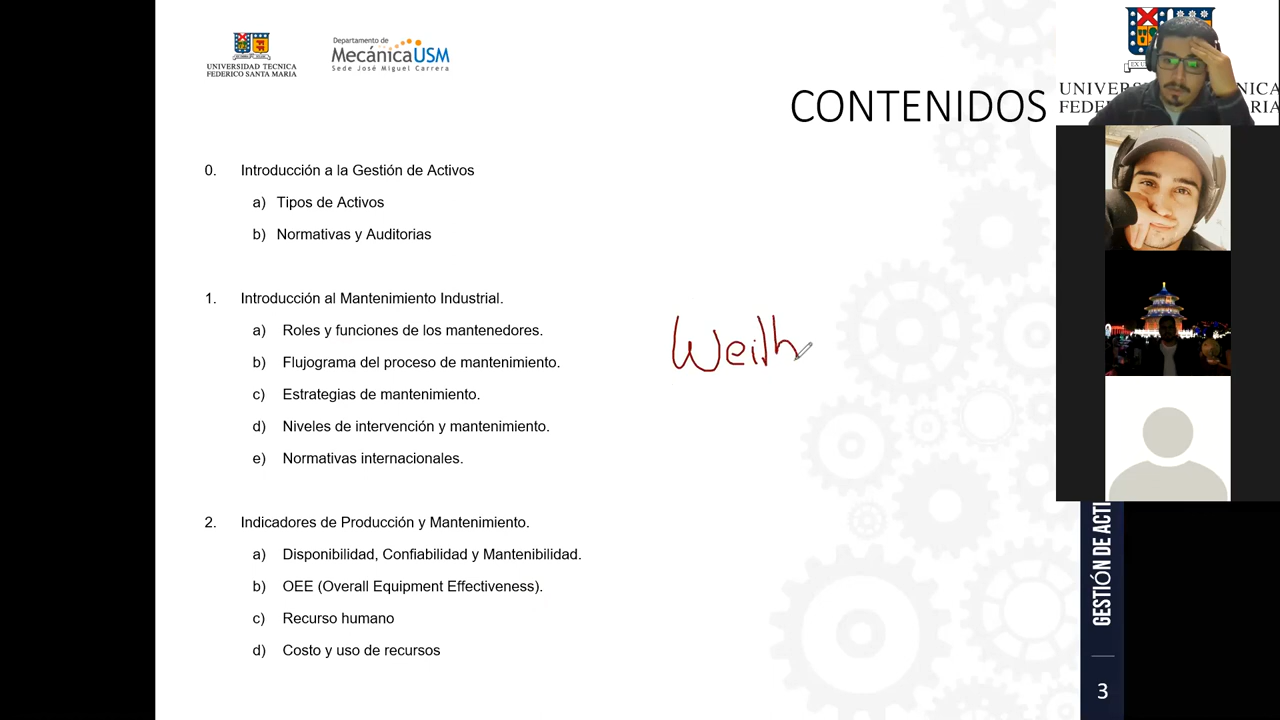 UNIVERSIDAD TECNICA
FEDERICO SANTA MARIA
Departamento de
MecánicaUSM
Sede José Miguel Carrera
CONTENIDOS
0. Introducción a la Gestión de Activos
a) Tipos de Activos
b) Normativas y Auditorias
1. Introducción al Mantenimiento Industrial.
a) Roles y funciones de los mantenedores.
b) Flujograma del proceso de mantenimiento.
c) Estrategias de mantenimiento.
d) Niveles de intervención y mantenimiento.
e) Normativas internacionales.
2. Indicadores de Producción y Mantenimiento.
a) Disponibilidad, Confiabilidad y Mantenibilidad.
b) OEE (Overall Equipment Effectiveness).
c) Recurso humano
d) Costo y uso de recursos
Weith
GESTIÓN DE ACTI
3